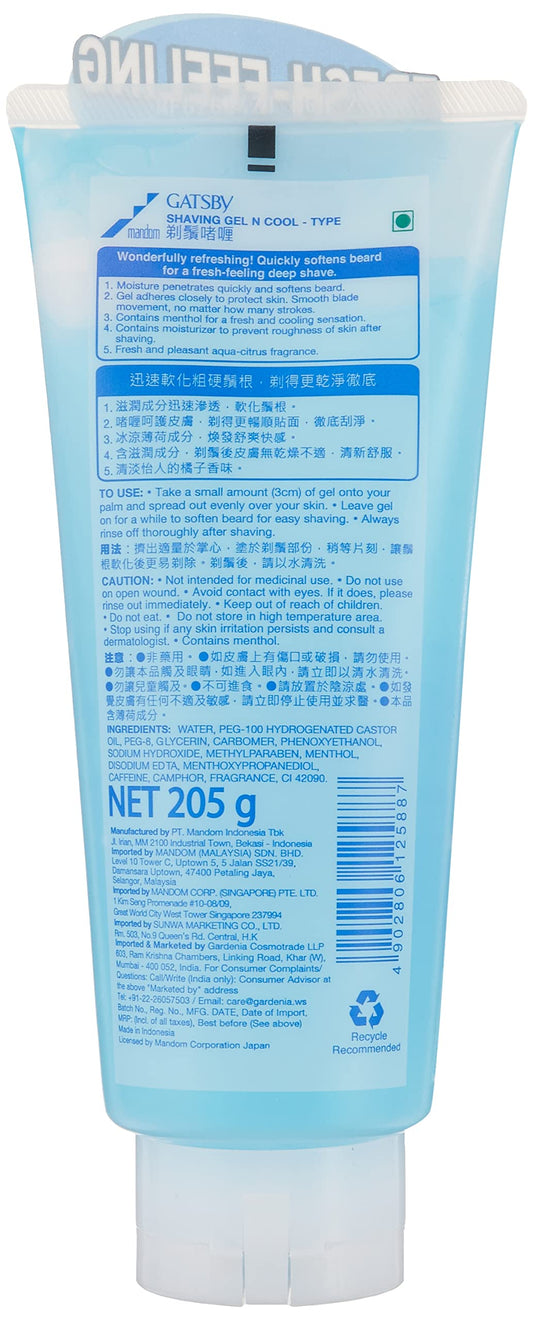 FRESH-FEELING
GATSBY
SHAVING GEL N COOL - TYPE
mandom 剃鬚啫喱
Wonderfully refreshing! Quickly softens beard
for a fresh-feeling deep shave.
1. Moisture penetrates quickly and softens beard.
2. Gel adheres closely to protect skin. Smooth blade
movement, no matter how many strokes.
3. Contains menthol for a fresh and cooling sensation.
4. Contains moisturizer to prevent roughness of skin after
shaving.
5. Fresh and pleasant aqua-citrus fragrance.
迅速軟化粗硬鬚根，剃得更乾淨徹底
1. 滋潤成分迅速滲透，軟化鬚根。
2. 啫喱呵護皮膚，剃得更暢順貼面，徹底刮淨。
3. 冰涼薄荷成分，煥發舒爽快感。
4. 含滋潤成分，剃鬚後皮膚無乾燥不適，清新舒服。
5. 清淡怡人的橘子香味。
TO USE: • Take a small amount (3cm) of gel onto your
palm and spread out evenly over your skin. • Leave gel
on for a while to soften beard for easy shaving. • Always
rinse off thoroughly after shaving.
用法：擠出適量於掌心，塗於剃鬚部份，稍等片刻，讓鬚
根軟化後更易剃除。剃鬚後，請以水清洗。
CAUTION: • Not intended for medicinal use. • Do not use
on open wound. • Avoid contact with eyes. If it does, please
rinse out immediately. • Keep out of reach of children.
• Do not eat. • Do not store in high temperature area.
• Stop using if any skin irritation persists and consult a
dermatologist. • Contains menthol.
注意：●非藥用。●如皮膚上有傷口或破損，請勿使用。
●勿讓本品觸及眼睛，如進入眼內，請立即以清水清洗。
●勿讓兒童觸及。●不可進食。●請放置於陰涼處。●如發
覺皮膚有任何不適及敏感，請立即停止使用並求醫。●本品
含薄荷成分。
INGREDIENTS: WATER, PEG-100 HYDROGENATED CASTOR
OIL, PEG-8, GLYCERIN, CARBOMER, PHENOXYETHANOL,
SODIUM HYDROXIDE, METHYLPARABEN, MENTHOL,
DISODIUM EDTA, MENTHOXYPROPANEDIOL,
CAFFEINE, CAMPHOR, FRAGRANCE, CI 42090.
NET 205 g
Manufactured by PT. Mandom Indonesia Tbk
Jl. Irian, MM 2100 Industrial Town, Bekasi - Indonesia
Imported by MANDOM (MALAYSIA) SDN. BHD.
Level 10 Tower C, Uptown 5, 5 Jalan SS21/39,
Damansara Uptown, 47400 Petaling Jaya,
Selangor, Malaysia
Imported by MANDOM CORP. (SINGAPORE) PTE. LTD.
1 Kim Seng Promenade #10-08/09,
Great World City West Tower Singapore 237994
Imported by SUNWA MARKETING CO., LTD.
Rm. 503, No.9 Queen's Rd. Central, H.K
Imported & Marketed by Gardenia Cosmotrade LLP
603, Ram Krishna Chambers, Linking Road, Khar (W),
Mumbai - 400 052, India. For Consumer Complaints/
Questions: Call/Write (India only): Consumer Advisor at
the above "Marketed by" address
Tel: +91-22-26057503 / Email: care@gardenia.ws
Batch No., Reg. No., MFG. DATE, Date of Import,
MRP: (Incl. of all taxes), Best before (See above)
Made in Indonesia
Licensed by Mandom Corporation Japan
4 902806 125887
Recycle
Recommended